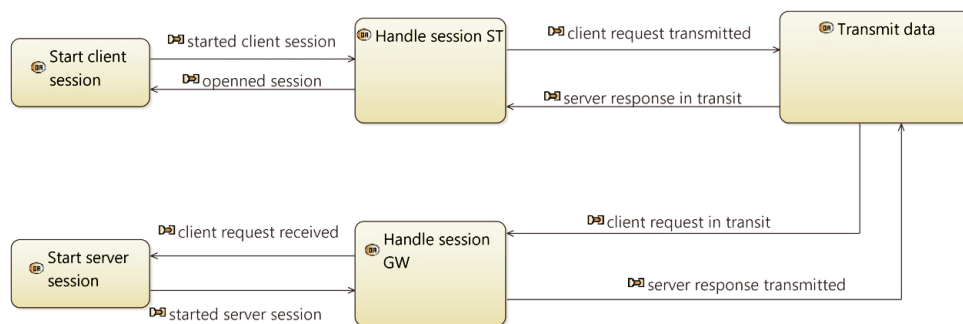 started client session
Handle session ST
client request transmitted
Transmit data
Start client
session
openned session
server response in transit
client request received
Handle session
GW
client request in transit
Start server
session
started server session
server response transmitted